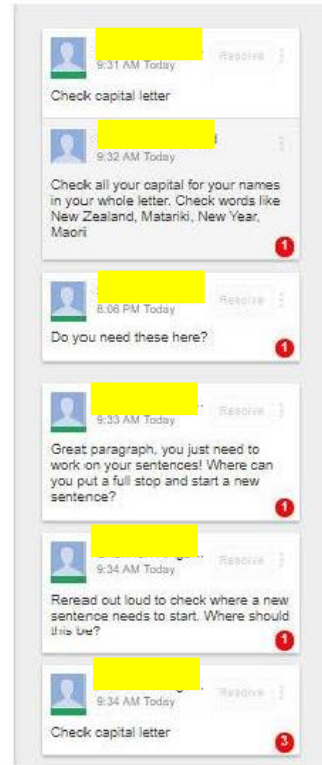 Resolve
9:31 AM Today
Check capital letter
9:32 AM Today
Check all your capital for your names
in your whole letter. Check words like
New Zealand, Matariki, New Year,
Maori
1
Resolve
8:06 PM Today
Do you need these here?
1
Resolve
9:33 AM Today
Great paragraph, you just need to
work on your sentences! Where can
you put a full stop and start a new
sentence?
1
Resolve
9:34 AM Today
Reread out loud to check where a new
sentence needs to start. Where should
this be?
1
Resolve
9:34 AM Today
Check capital letter
3